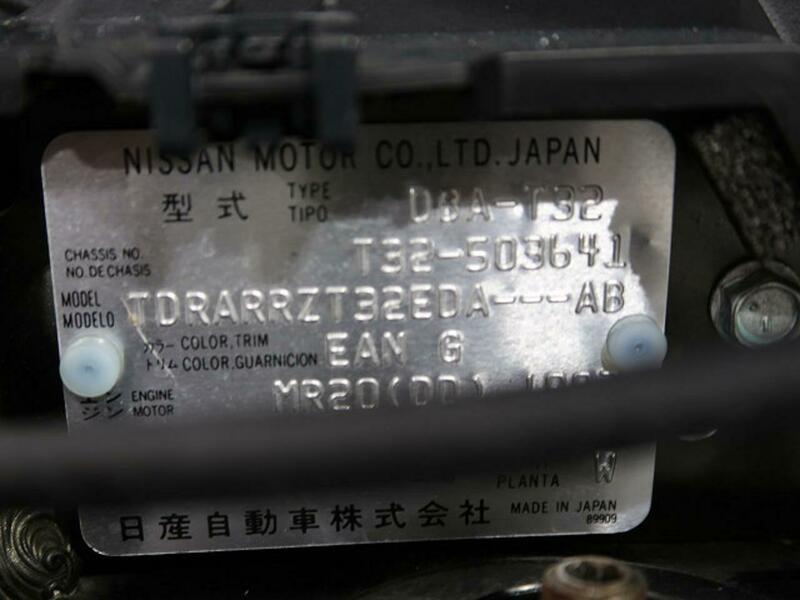 NISSAN MOTOR CO.,LTD. JAPAN
型式 TYPE TIPO DBA-T32
CHASSIS NO. NO. DE CHASIS T32-503641
MODEL MODELO TDRARRZT32EDA---AB
カラー COLOR, TRIM トリム COLOR, GUARNICION EAN G
エンジン ENGINE MOTOR MR20(DD)
PLANTA W
日産自動車株式会社 MADE IN JAPAN
89909